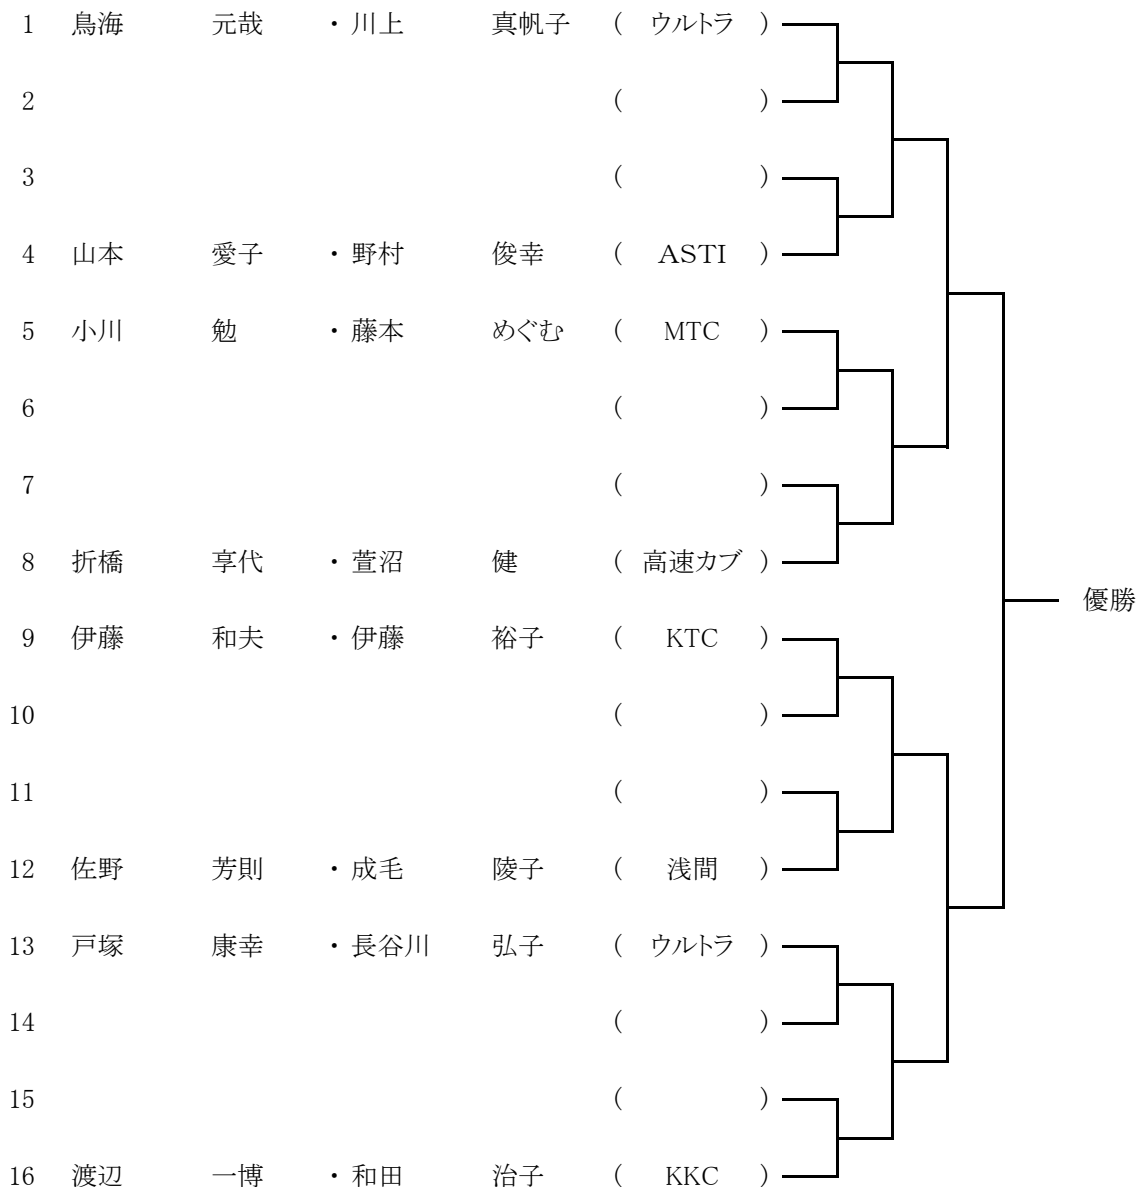 1 鳥海 元哉 ・ 川上 真帆子 ( ウルトラ )
2 ( )
3 ( )
4 山本 愛子 ・ 野村 俊幸 ( ASTI )
5 小川 勉 ・ 藤本 めぐむ ( MTC )
6 ( )
7 ( )
8 折橋 享代 ・ 萱沼 健 ( 高速カブ )
優勝
9 伊藤 和夫 ・ 伊藤 裕子 ( KTC )
10 ( )
11 ( )
12 佐野 芳則 ・ 成毛 陵子 ( 浅間 )
13 戸塚 康幸 ・ 長谷川 弘子 ( ウルトラ )
14 ( )
15 ( )
16 渡辺 一博 ・ 和田 治子 ( KKC )